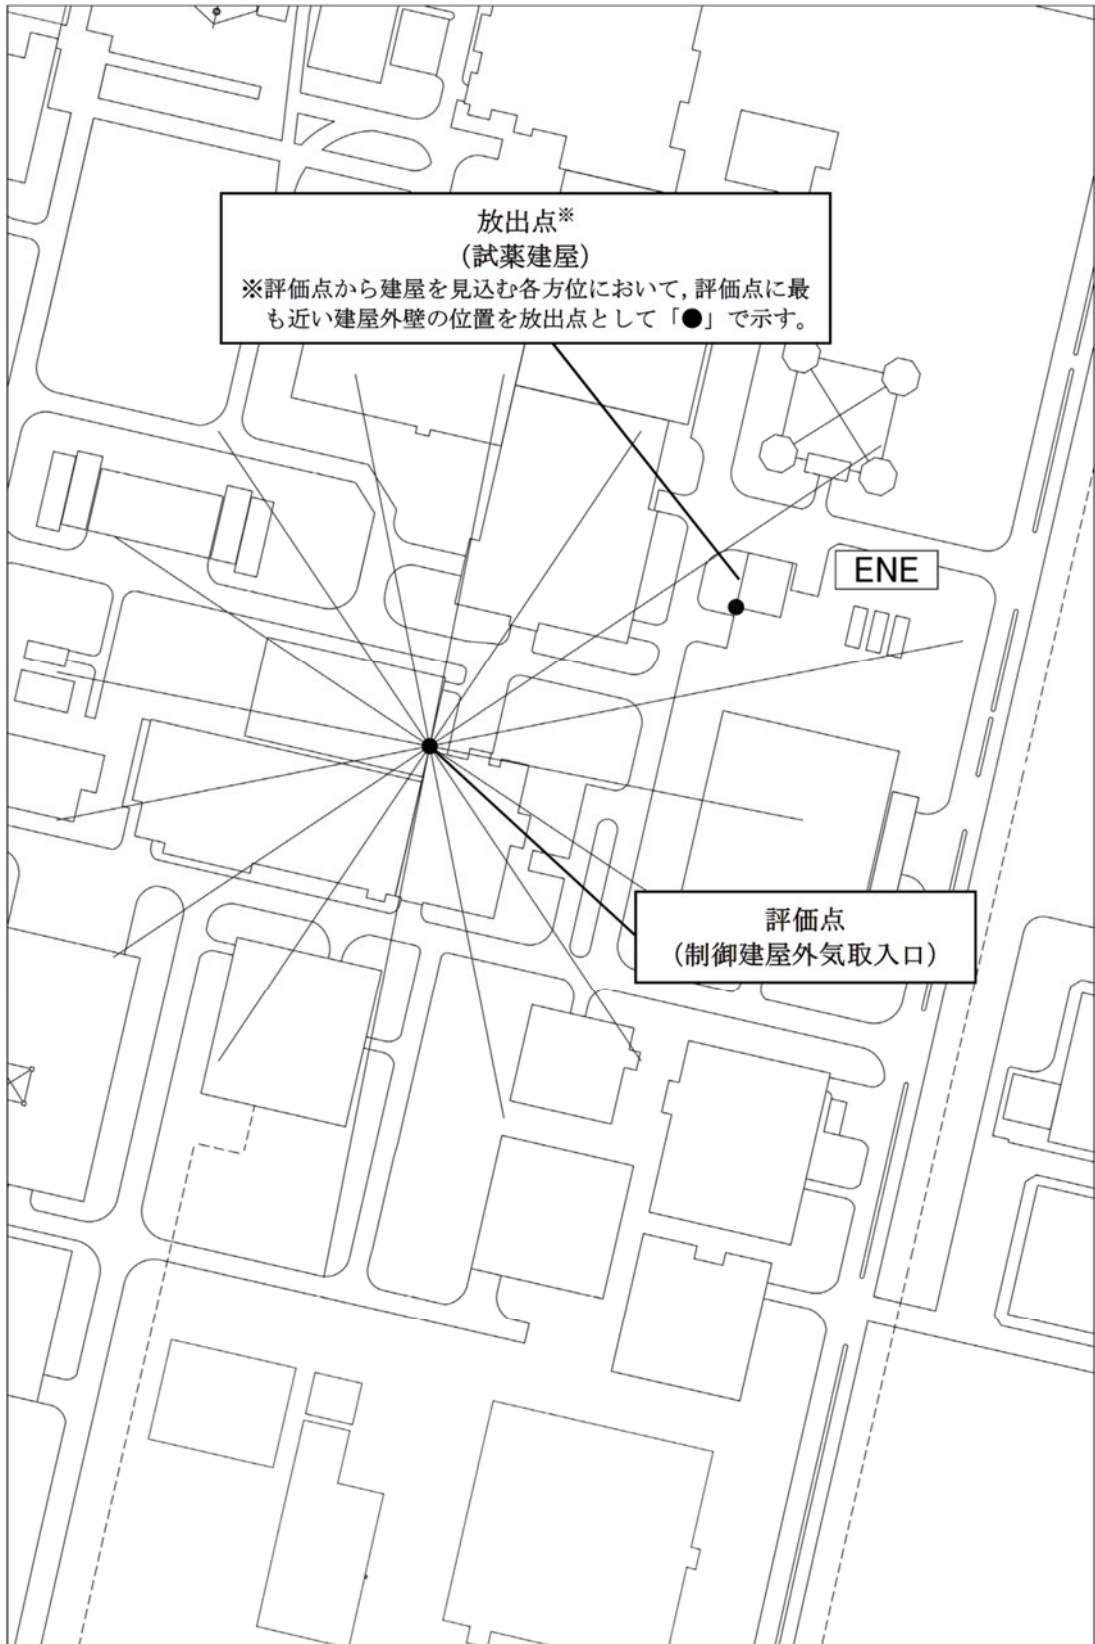 放出点※
(試薬建屋)
※評価点から建屋を見込む各方位において,評価点に最
も近い建屋外壁の位置を放出点として「●」で示す。
ENE
評価点
(制御建屋外気取入口)